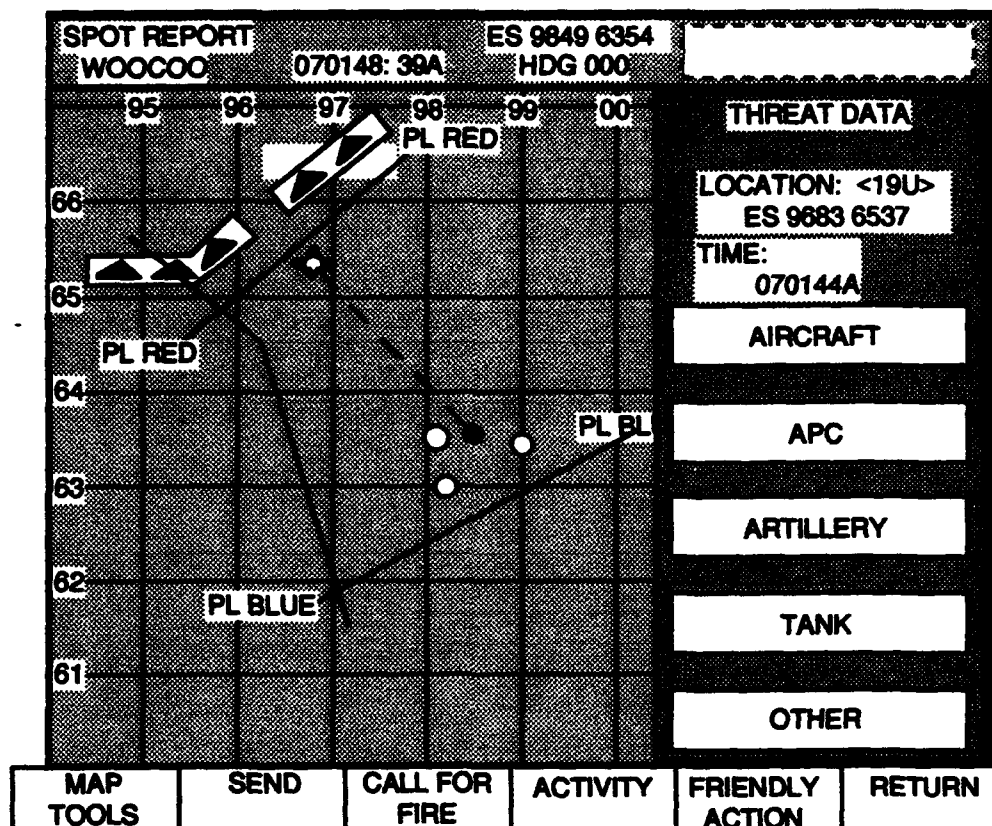 SPOT REPORT
WOOCOO
070148: 39A
ES 9849 6354
HDG 000
95 96 97 98 99 00
PL RED
66
65
PL RED
64
PL BL
63
62
PL BLUE
61
THREAT DATA
LOCATION: <19U>
ES 9683 6537
TIME:
070144A
AIRCRAFT
APC
ARTILLERY
TANK
OTHER
MAP
TOOLS
SEND
CALL FOR
FIRE
ACTIVITY
FRIENDLY
ACTION
RETURN